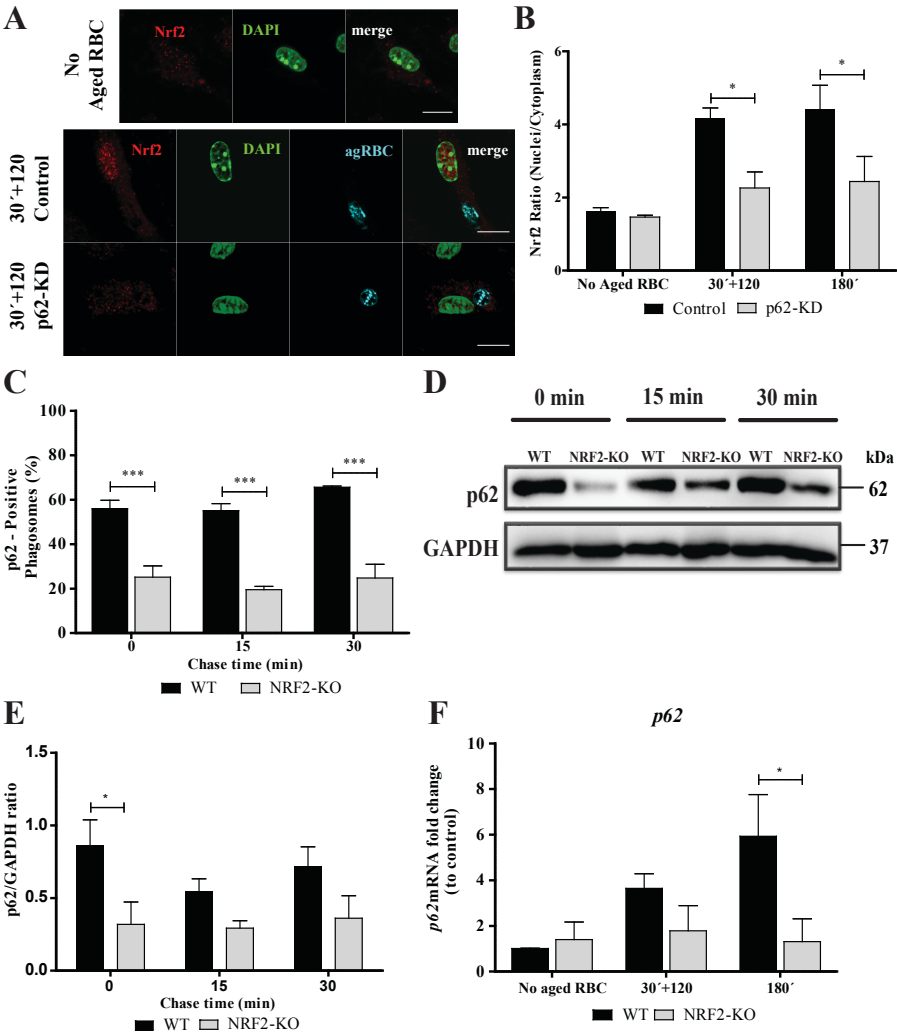 A
No
Aged RBC
Nrf2
DAPI
merge
30´+120
Control
Nrf2
DAPI
agRBC
merge
30´+120
p62-KD
B
Nrf2 Ratio (Nuclei/Cytoplasm)
6
4
2
0
*
*
No Aged RBC
30´+120
180´
Control
p62-KD
C
p62 - Positive
Phagosomes (%)
100
80
60
40
20
0
***
***
***
0
15
30
Chase time (min)
WT
NRF2-KO
D
0 min
15 min
30 min
WT NRF2-KO WT NRF2-KO WT NRF2-KO
kDa
p62
62
GAPDH
37
E
p62/GAPDH ratio
1.5
1.0
0.5
0.0
*
0
15
30
Chase time (min)
WT
NRF2-KO
F
p62
p62mRNA fold change
(to control)
10
8
6
4
2
0
*
No aged RBC
30´+120
180´
WT
NRF2-KO